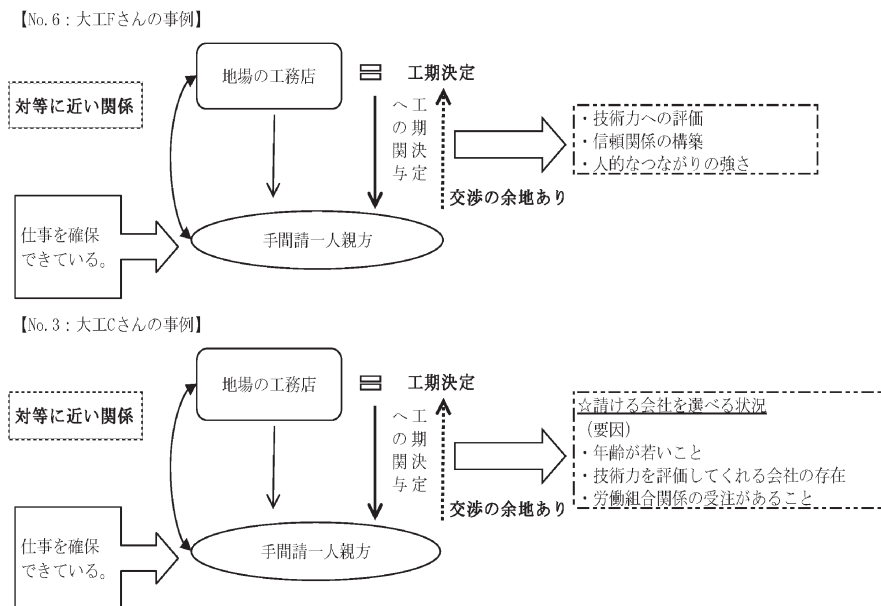 【No.6：大工Fさんの事例】
地場の工務店
＝
工期決定
対等に近い関係
工期決定
への関与
・技術力への評価
・信頼関係の構築
・人的なつながりの強さ
交渉の余地あり
仕事を確保
できている。
手間請一人親方
【No.3：大工Cさんの事例】
地場の工務店
＝
工期決定
対等に近い関係
工期決定
への関与
☆請ける会社を選べる状況
（要因）
・年齢が若いこと
・技術力を評価してくれる会社の存在
・労働組合関係の受注があること
交渉の余地あり
仕事を確保
できている。
手間請一人親方